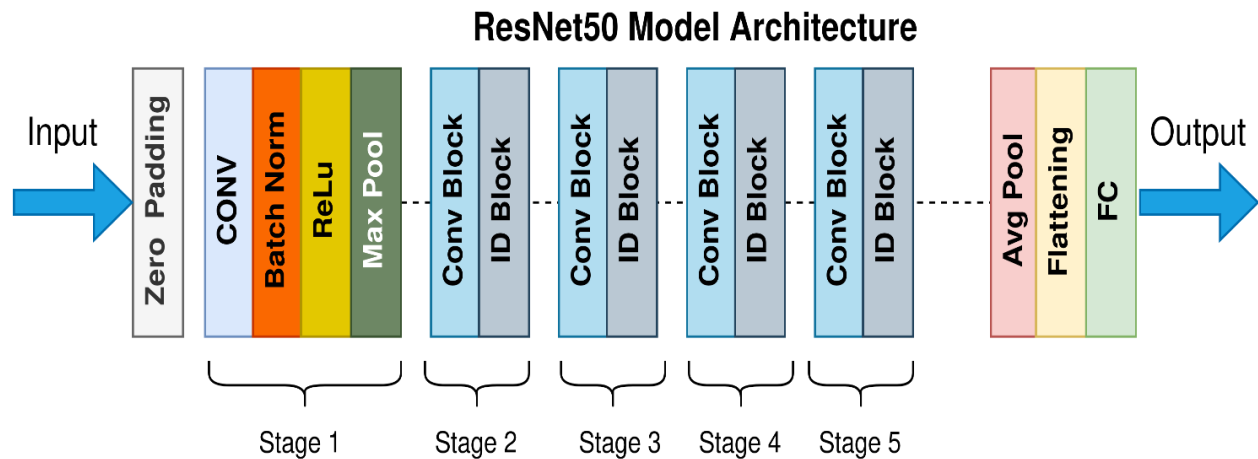 ResNet50 Model Architecture
Input
Zero Padding
CONV
Batch Norm
ReLu
Max Pool
Conv Block
ID Block
Conv Block
ID Block
Conv Block
ID Block
Conv Block
ID Block
Avg Pool
Flattening
FC
Output
Stage 1
Stage 2
Stage 3
Stage 4
Stage 5